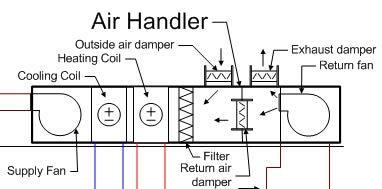 Air Handler
Outside air damper
Exhaust damper
Heating Coil
Return fan
Cooling Coil
Supply Fan
Filter
Return air
damper